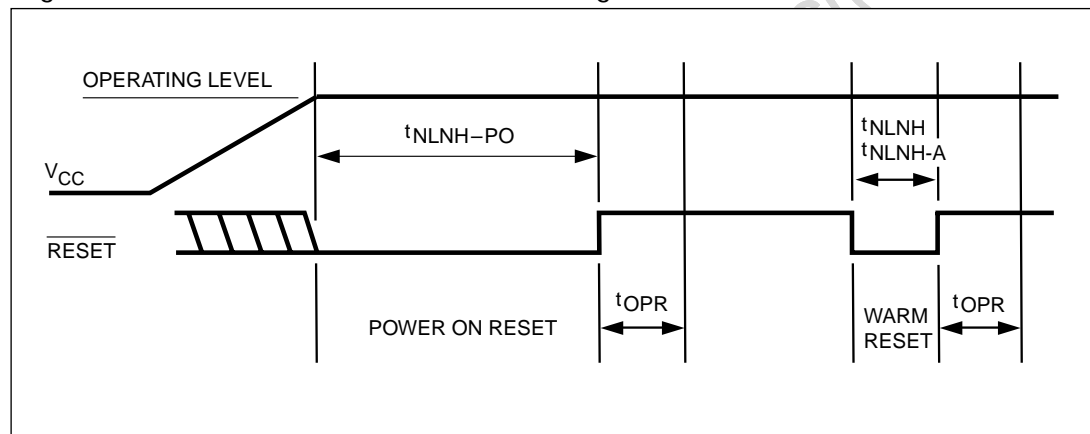 OPERATING LEVEL
tNLNH–PO
tNLNH
tNLNH-A
VCC
RESET
tOPR
tOPR
POWER ON RESET
WARM
RESET